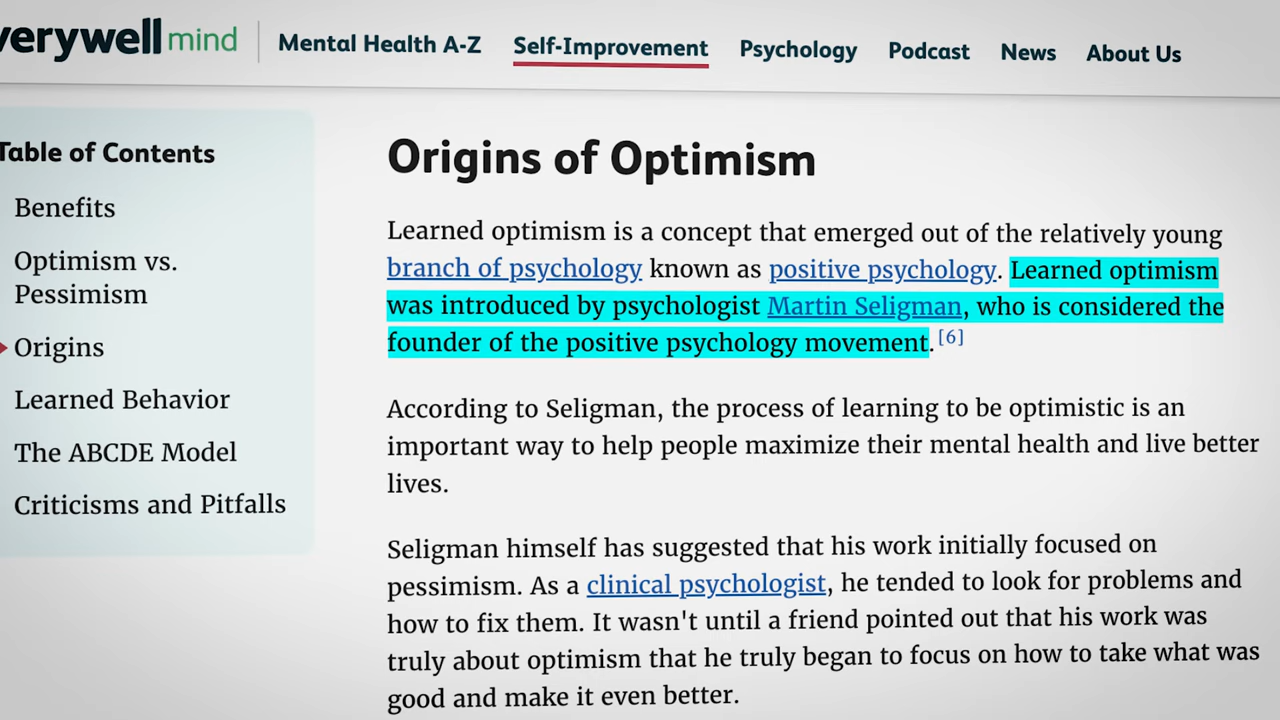 verywell mind
Mental Health A-Z
Self-Improvement
Psychology
Podcast
News
About Us
Table of Contents
Benefits
Optimism vs.
Pessimism
Origins
Learned Behavior
The ABCDE Model
Criticisms and Pitfalls
Origins of Optimism
Learned optimism is a concept that emerged out of the relatively young
branch of psychology known as positive psychology. Learned optimism
was introduced by psychologist Martin Seligman, who is considered the
founder of the positive psychology movement. [6]
According to Seligman, the process of learning to be optimistic is an
important way to help people maximize their mental health and live better
lives.
Seligman himself has suggested that his work initially focused on
pessimism. As a clinical psychologist, he tended to look for problems and
how to fix them. It wasn't until a friend pointed out that his work was
truly about optimism that he truly began to focus on how to take what was
good and make it even better.